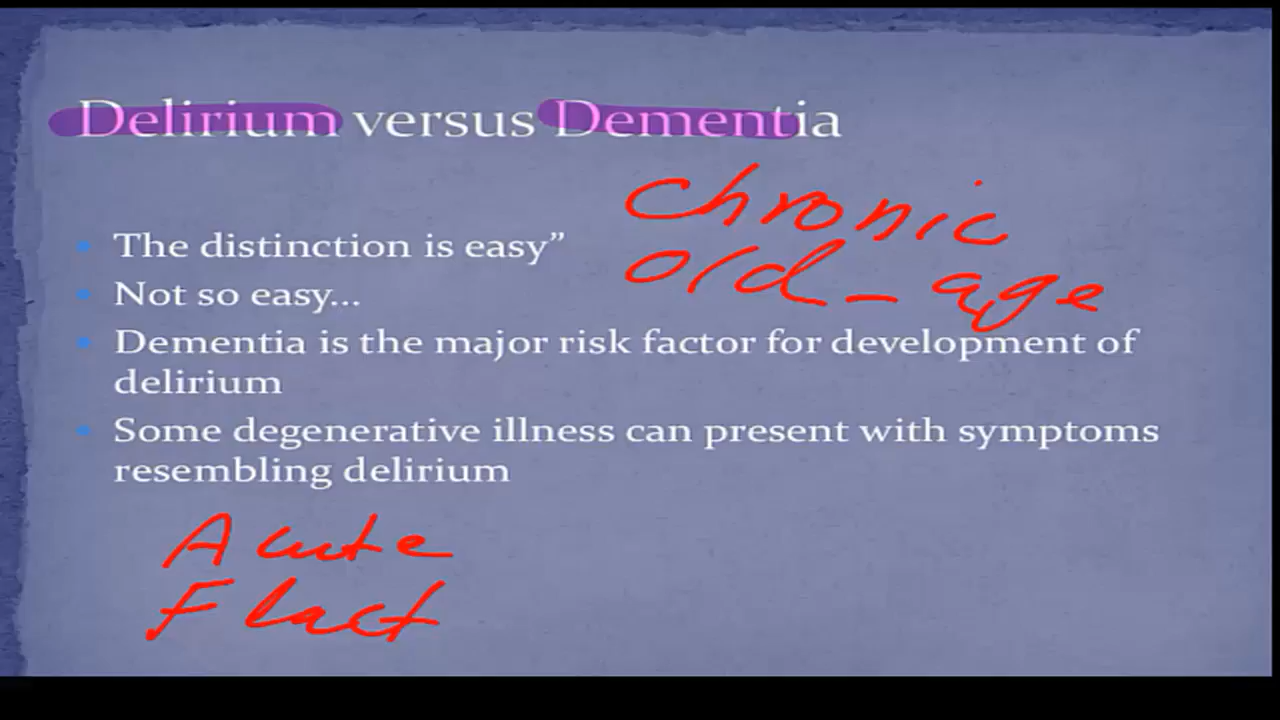 Delirium versus Dementia
Chronic
old-age
The distinction is easy”
Not so easy...
Dementia is the major risk factor for development of
delirium
Some degenerative illness can present with symptoms
resembling delirium
Acute